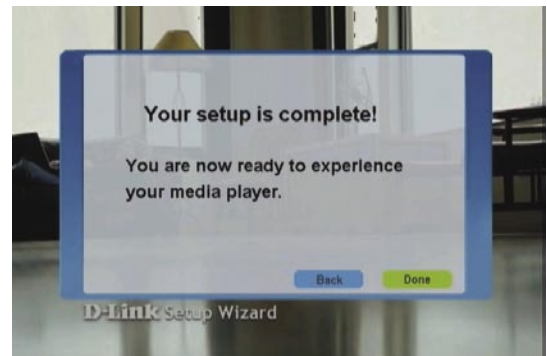 Your setup is complete!
You are now ready to experience
your media player.
Back
Done
D-Link Setup Wizard